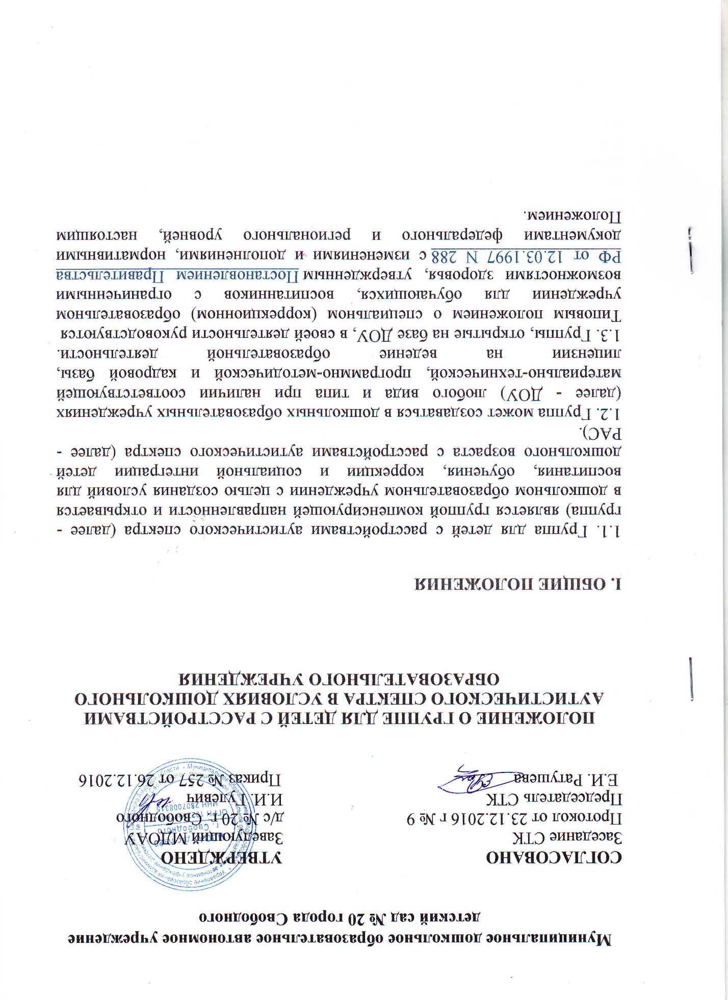 Муниципальное дошкольное образовательное автономное учреждение
детский сад № 20 города Свободного
СОГЛАСОВАНО
Заседание СТК
Протокол от 23.12.2016 г № 9
Председатель СТК
Е.И. Ратушева
УТВЕРЖДЕНО
Заведующий МДОАУ
д/с № 20 г. Свободного
И.И. Гулевич
Приказ № 257 от 26.12.2016
г. Свободного
ИНН 2807008315
ПОЛОЖЕНИЕ О ГРУППЕ ДЛЯ ДЕТЕЙ С РАССТРОЙСТВАМИ
АУТИСТИЧЕСКОГО СПЕКТРА В УСЛОВИЯХ ДОШКОЛЬНОГО
ОБРАЗОВАТЕЛЬНОГО УЧРЕЖДЕНИЯ
I. ОБЩИЕ ПОЛОЖЕНИЯ
1.1. Группа для детей с расстройствами аутистического спектра (далее -
группа) является группой компенсирующей направленности и открывается
в дошкольном образовательном учреждении с целью создания условий для
воспитания, обучения, коррекции и социальной интеграции детей
дошкольного возраста с расстройствами аутистического спектра (далее -
РАС).
1.2. Группа может создаваться в дошкольных образовательных учреждениях
(далее - ДОУ) любого вида и типа при наличии соответствующей
материально-технической, программно-методической и кадровой базы,
лицензии на ведение образовательной деятельности.
1.3. Группы, открытые на базе ДОУ, в своей деятельности руководствуются
Типовым положением о специальном (коррекционном) образовательном
учреждении для обучающихся, воспитанников с ограниченными
возможностями здоровья, утвержденным Постановлением Правительства
РФ от 12.03.1997 N 288 с изменениями и дополнениями, нормативными
документами федерального и регионального уровней, настоящим
Положением.